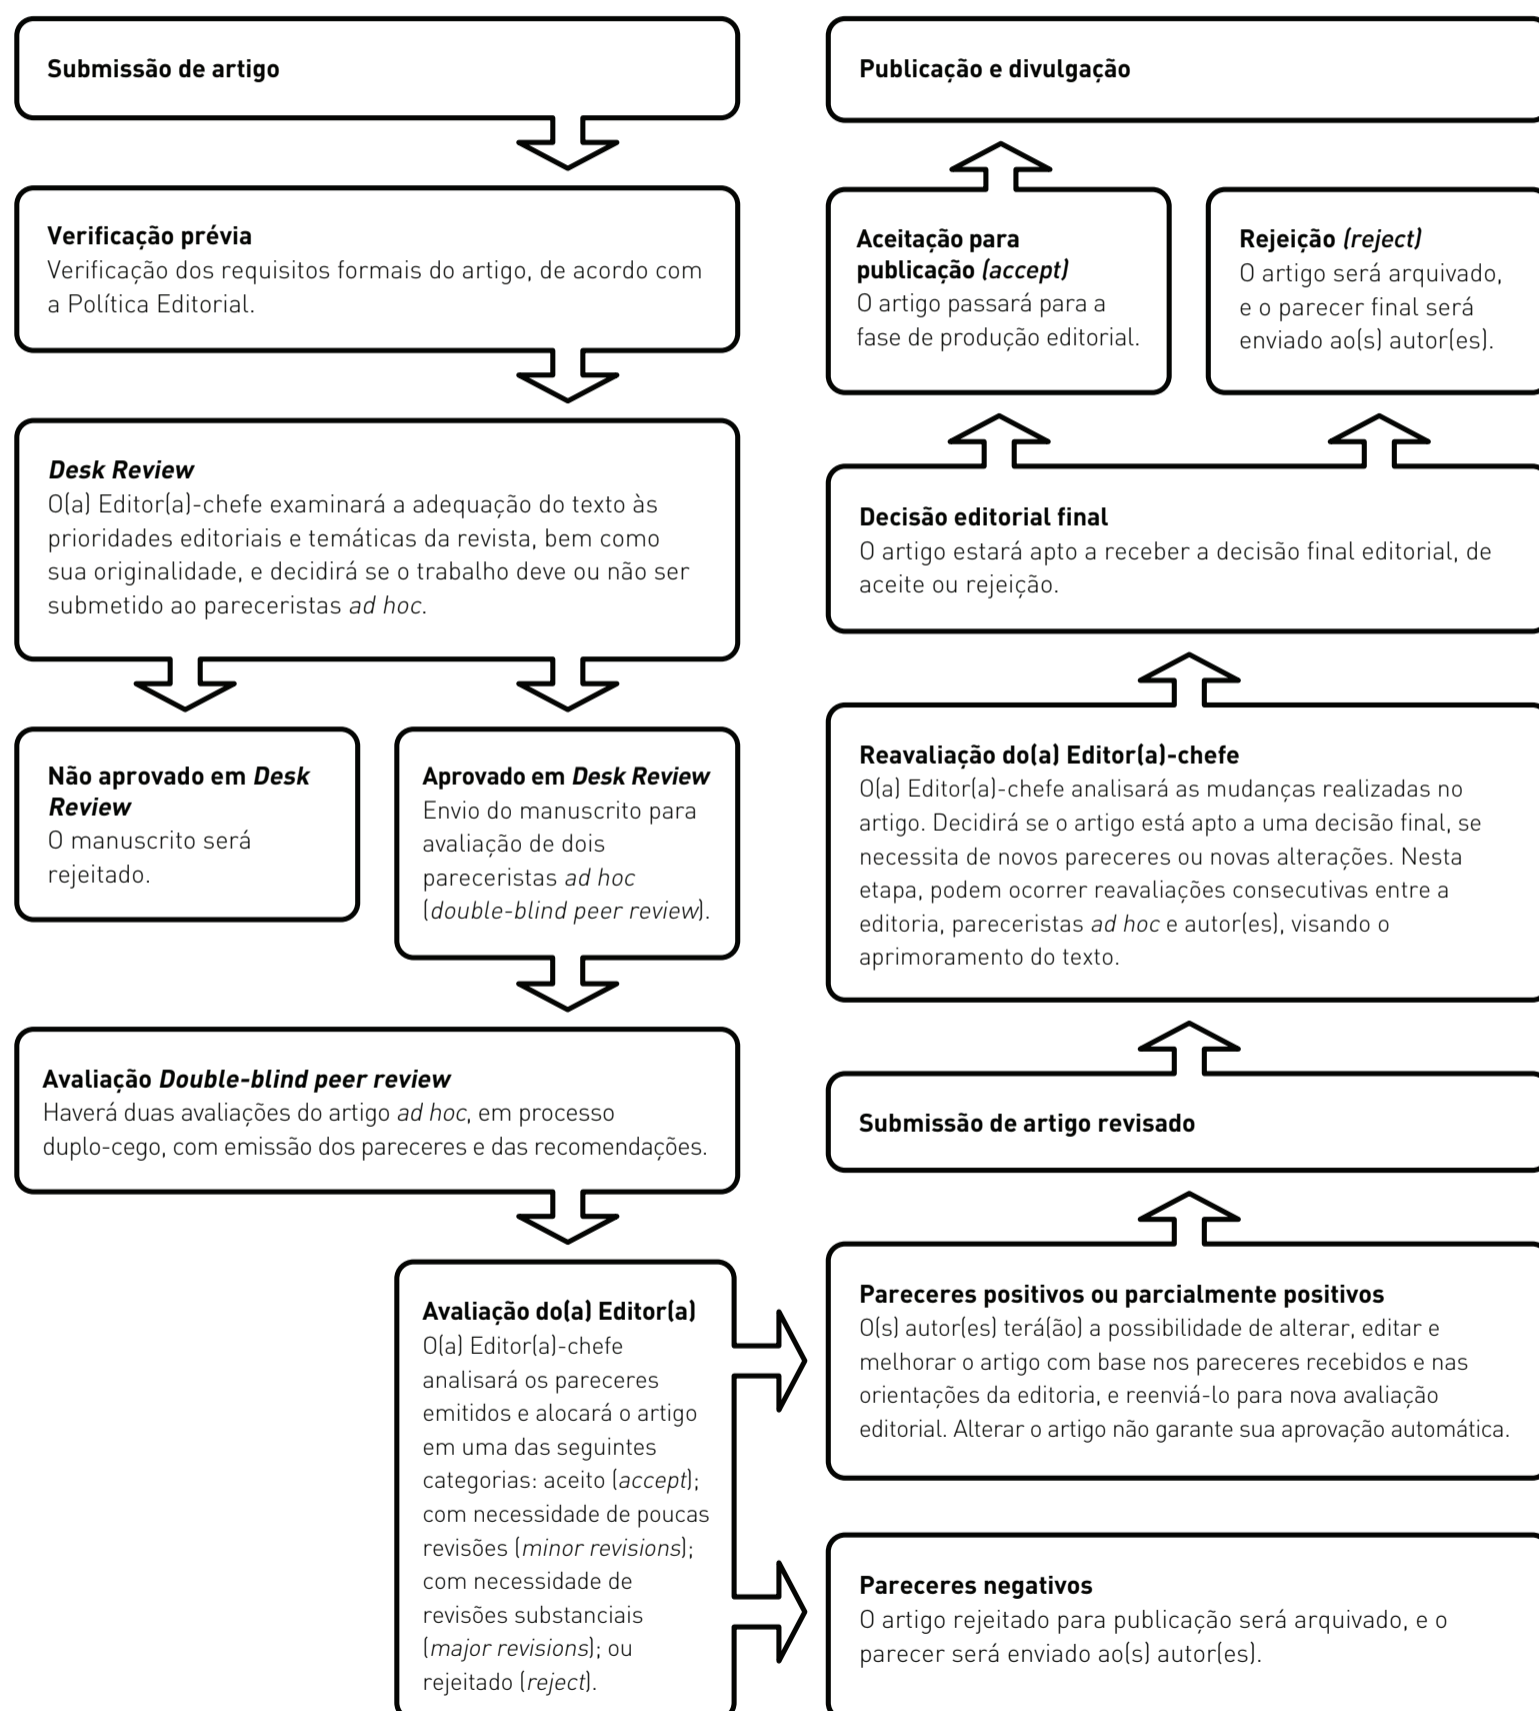 Submissão de artigo
Verificação prévia
Verificação dos requisitos formais do artigo, de acordo com
a Política Editorial.
Desk Review
O(a) Editor(a)-chefe examinará a adequação do texto às
prioridades editoriais e temáticas da revista, bem como
sua originalidade, e decidirá se o trabalho deve ou não ser
submetido ao pareceristas ad hoc.
Não aprovado em Desk
Review
O manuscrito será
rejeitado.
Aprovado em Desk Review
Envio do manuscrito para
avaliação de dois
pareceristas ad hoc
(double-blind peer review).
Avaliação Double-blind peer review
Haverá duas avaliações do artigo ad hoc, em processo
duplo-cego, com emissão dos pareceres e das recomendações.
Avaliação do(a) Editor(a)
O(a) Editor(a)-chefe
analisará os pareceres
emitidos e alocará o artigo
em uma das seguintes
categorias: aceito (accept);
com necessidade de poucas
revisões (minor revisions);
com necessidade de
revisões substanciais
(major revisions); ou
rejeitado (reject).
Pareceres positivos ou parcialmente positivos
O(s) autor(es) terá(ão) a possibilidade de alterar, editar e
melhorar o artigo com base nos pareceres recebidos e nas
orientações da editoria, e reenviá-lo para nova avaliação
editorial. Alterar o artigo não garante sua aprovação automática.
Pareceres negativos
O artigo rejeitado para publicação será arquivado, e o
parecer será enviado ao(s) autor(es).
Submissão de artigo revisado
Reavaliação do(a) Editor(a)-chefe
O(a) Editor(a)-chefe analisará as mudanças realizadas no
artigo. Decidirá se o artigo está apto a uma decisão final, se
necessita de novos pareceres ou novas alterações. Nesta
etapa, podem ocorrer reavaliações consecutivas entre a
editoria, pareceristas ad hoc e autor(es), visando o
aprimoramento do texto.
Decisão editorial final
O artigo estará apto a receber a decisão final editorial, de
aceite ou rejeição.
Aceitação para
publicação (accept)
O artigo passará para a
fase de produção editorial.
Rejeição (reject)
O artigo será arquivado,
e o parecer final será
enviado ao(s) autor(es).
Publicação e divulgação